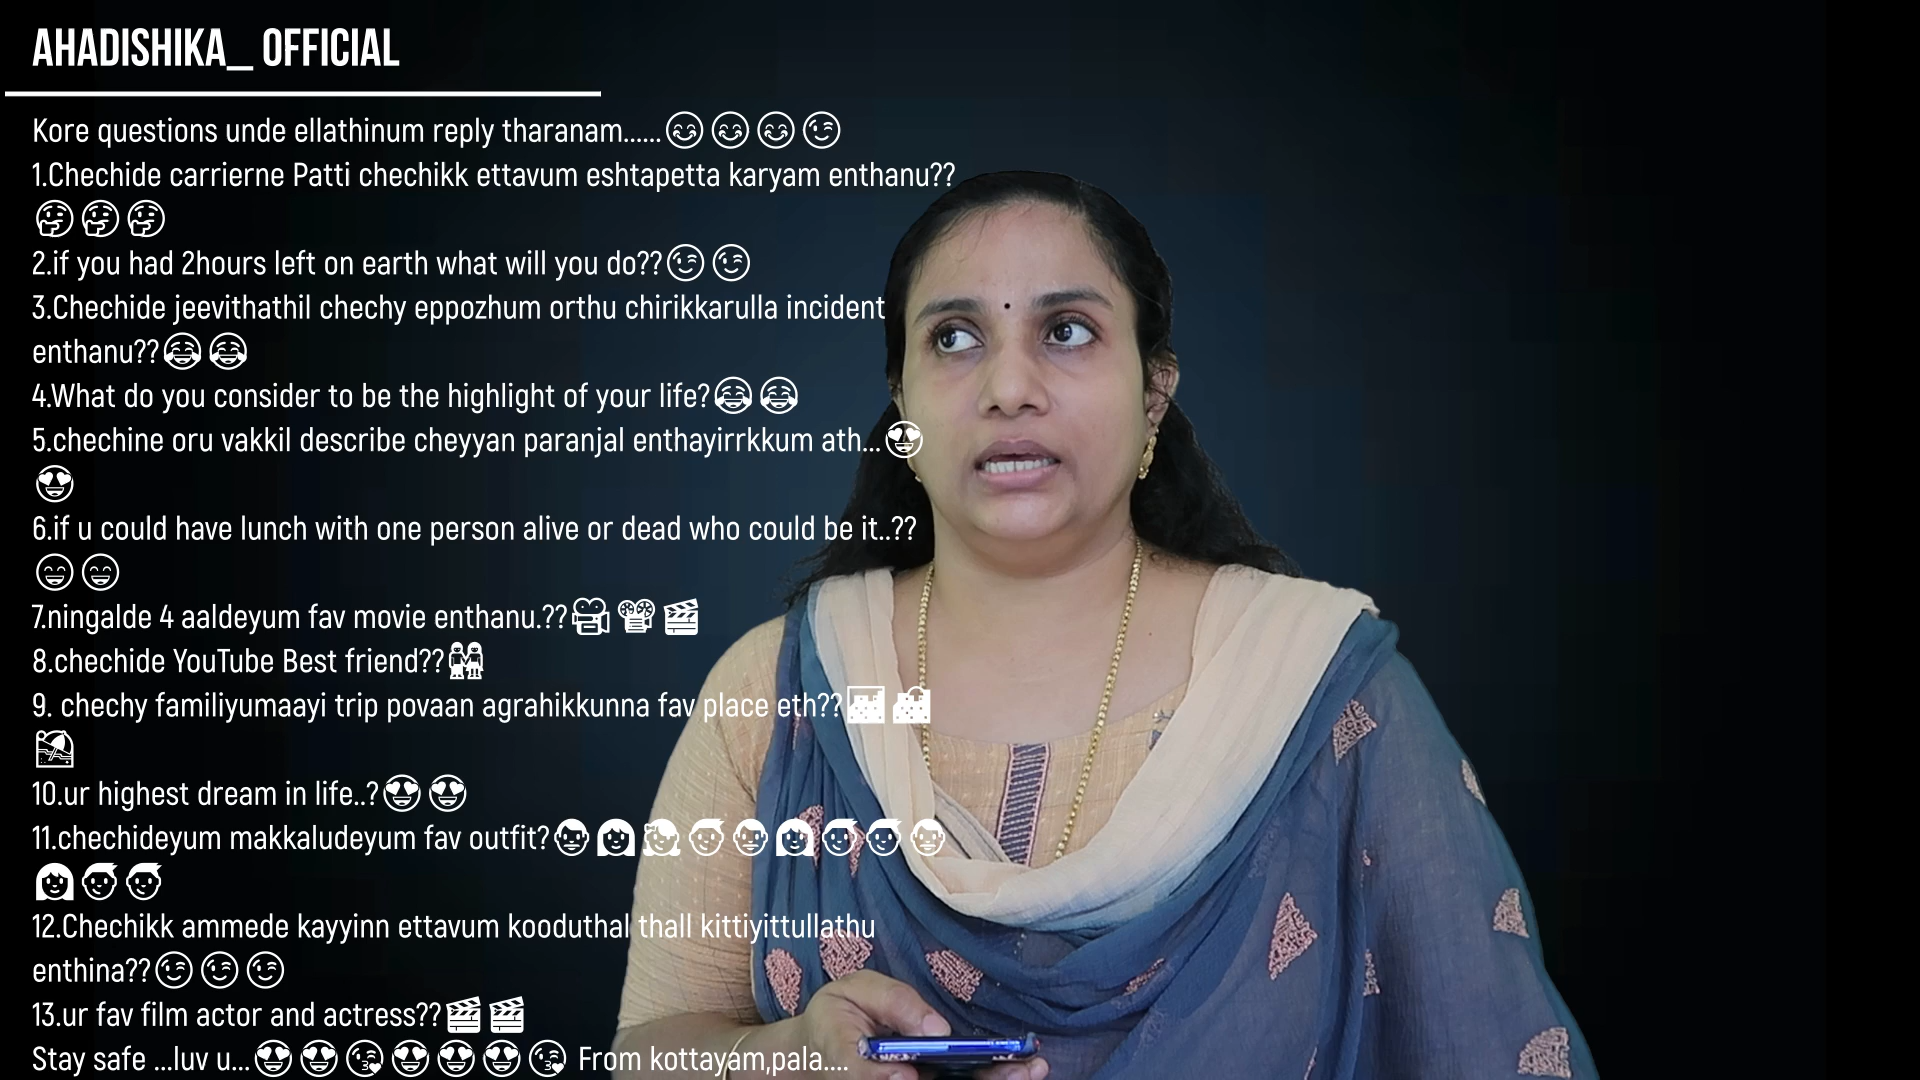 AHADISHIKA_ OFFICIAL
Kore questions unde ellathinum reply tharanam......😊😊😊😉
1.Chechide carrierne Patti chechikk ettavum eshtapetta karyam enthanu??
🤔🤔🤔
2.if you had 2hours left on earth what will you do??😉😉
3.Chechide jeevithathil chechy eppozhum orthu chirikkarulla incident
enthanu??😂😂
4.What do you consider to be the highlight of your life?😂😂
5.chechine oru vakkil describe cheyyan paranjal enthayirrkkum ath...😍
😍
6.if u could have lunch with one person alive or dead who could be it..??
😄😄
7.ningalde 4 aaldeyum fav movie enthanu.??🎥📽🎬
8.chechide YouTube Best friend??👭
9. chechy familiyumaayi trip povaan agrahikkunna fav place eth??
🏖
10.ur highest dream in life..?😍😍
11.chechideyum makkaludeyum fav outfit?
12.Chechikk ammede kayyinn ettavum kooduthal thall kittiyittullathu
enthina??😉😉😉
13.ur fav film actor and actress??🎬🎬
Stay safe ...luv u...😍😍😘😍😍😍😘 From kottayam,pala....